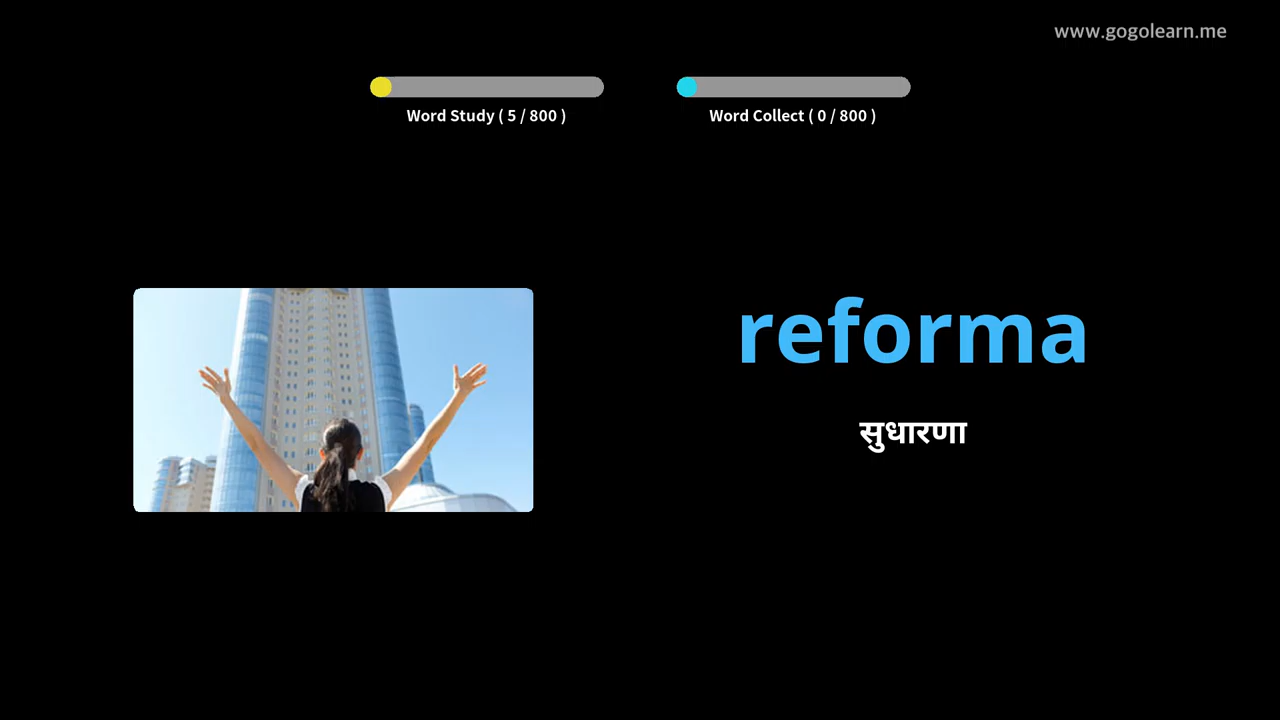 www.gogolearn.me
Word Study ( 5 / 800 )
Word Collect ( 0 / 800 )
reforma
सुधारणा